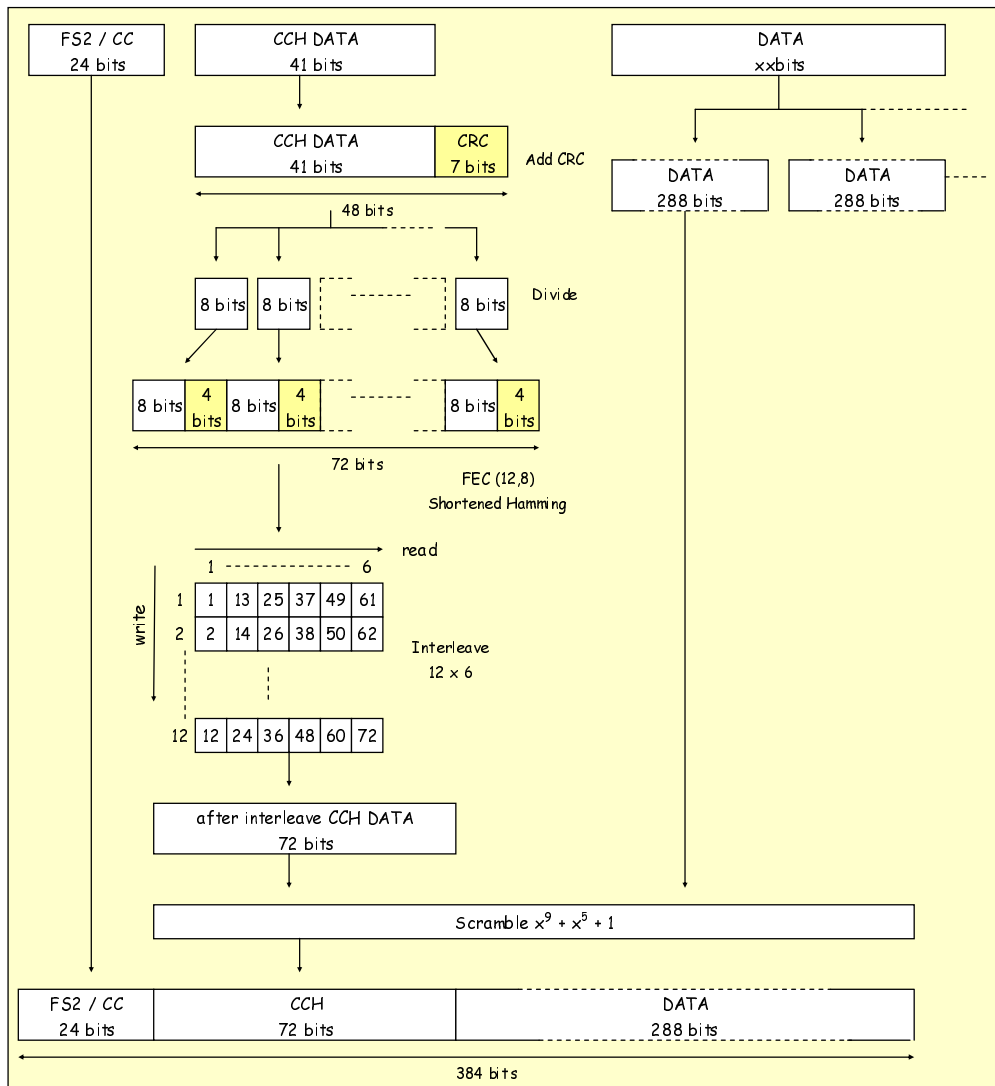 FS2 / CC
24 bits
CCH DATA
41 bits
DATA
xxbits
CCH DATA
41 bits
CRC
7 bits
Add CRC
DATA
288 bits
DATA
288 bits
48 bits
8 bits
8 bits
8 bits
Divide
8 bits
4
bits
8 bits
4
bits
8 bits
4
bits
72 bits
FEC (12,8)
Shortened Hamming
read
1
6
write
1
1 13 25 37 49 61
2
2 14 26 38 50 62
Interleave
12 x 6
12
12 24 36 48 60 72
after interleave CCH DATA
72 bits
Scramble x⁹ + x⁵ + 1
FS2 / CC
24 bits
CCH
72 bits
DATA
288 bits
384 bits